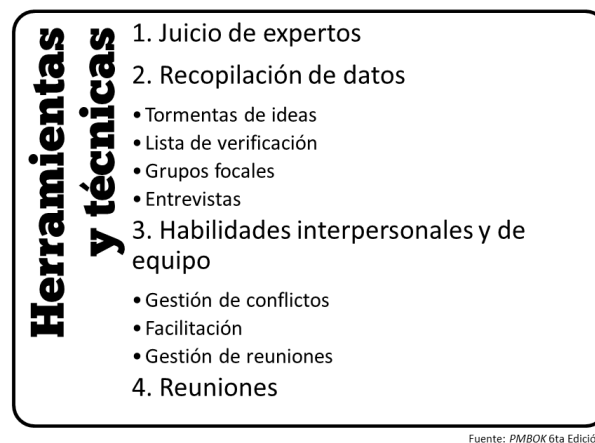 Herramientas
y técnicas
1. Juicio de expertos
2. Recopilación de datos
• Tormentas de ideas
• Lista de verificación
• Grupos focales
• Entrevistas
3. Habilidades interpersonales y de
equipo
• Gestión de conflictos
• Facilitación
• Gestión de reuniones
4. Reuniones
Fuente: PMBOK 6ta Edició